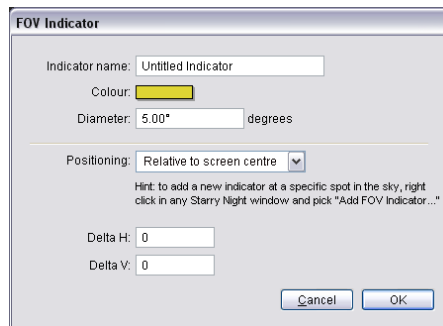 FOV Indicator
Indicator name: Untitled Indicator
Colour:
Diameter: 5.00° degrees
Positioning: Relative to screen centre
Hint: to add a new indicator at a specific spot in the sky, right
click in any Starry Night window and pick "Add FOV Indicator..."
Delta H: 0
Delta V: 0
Cancel OK